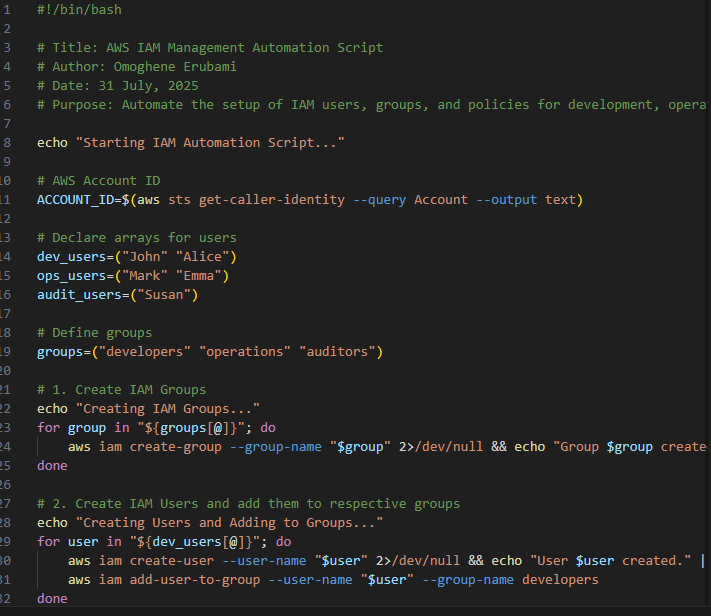 1 #!/bin/bash
2
3 # Title: AWS IAM Management Automation Script
4 # Author: Omoghene Erubami
5 # Date: 31 July, 2025
6 # Purpose: Automate the setup of IAM users, groups, and policies for development, opera
7
8 echo "Starting IAM Automation Script..."
9
10 # AWS Account ID
11 ACCOUNT_ID=$(aws sts get-caller-identity --query Account --output text)
12
13 # Declare arrays for users
14 dev_users=("John" "Alice")
15 ops_users=("Mark" "Emma")
16 audit_users=("Susan")
17
18 # Define groups
19 groups=("developers" "operations" "auditors")
20
21 # 1. Create IAM Groups
22 echo "Creating IAM Groups..."
23 for group in "${groups[@]}"; do
24     aws iam create-group --group-name "$group" 2>/dev/null && echo "Group $group create
25 done
26
27 # 2. Create IAM Users and add them to respective groups
28 echo "Creating Users and Adding to Groups..."
29 for user in "${dev_users[@]}"; do
30     aws iam create-user --user-name "$user" 2>/dev/null && echo "User $user created." |
31     aws iam add-user-to-group --user-name "$user" --group-name developers
32 done